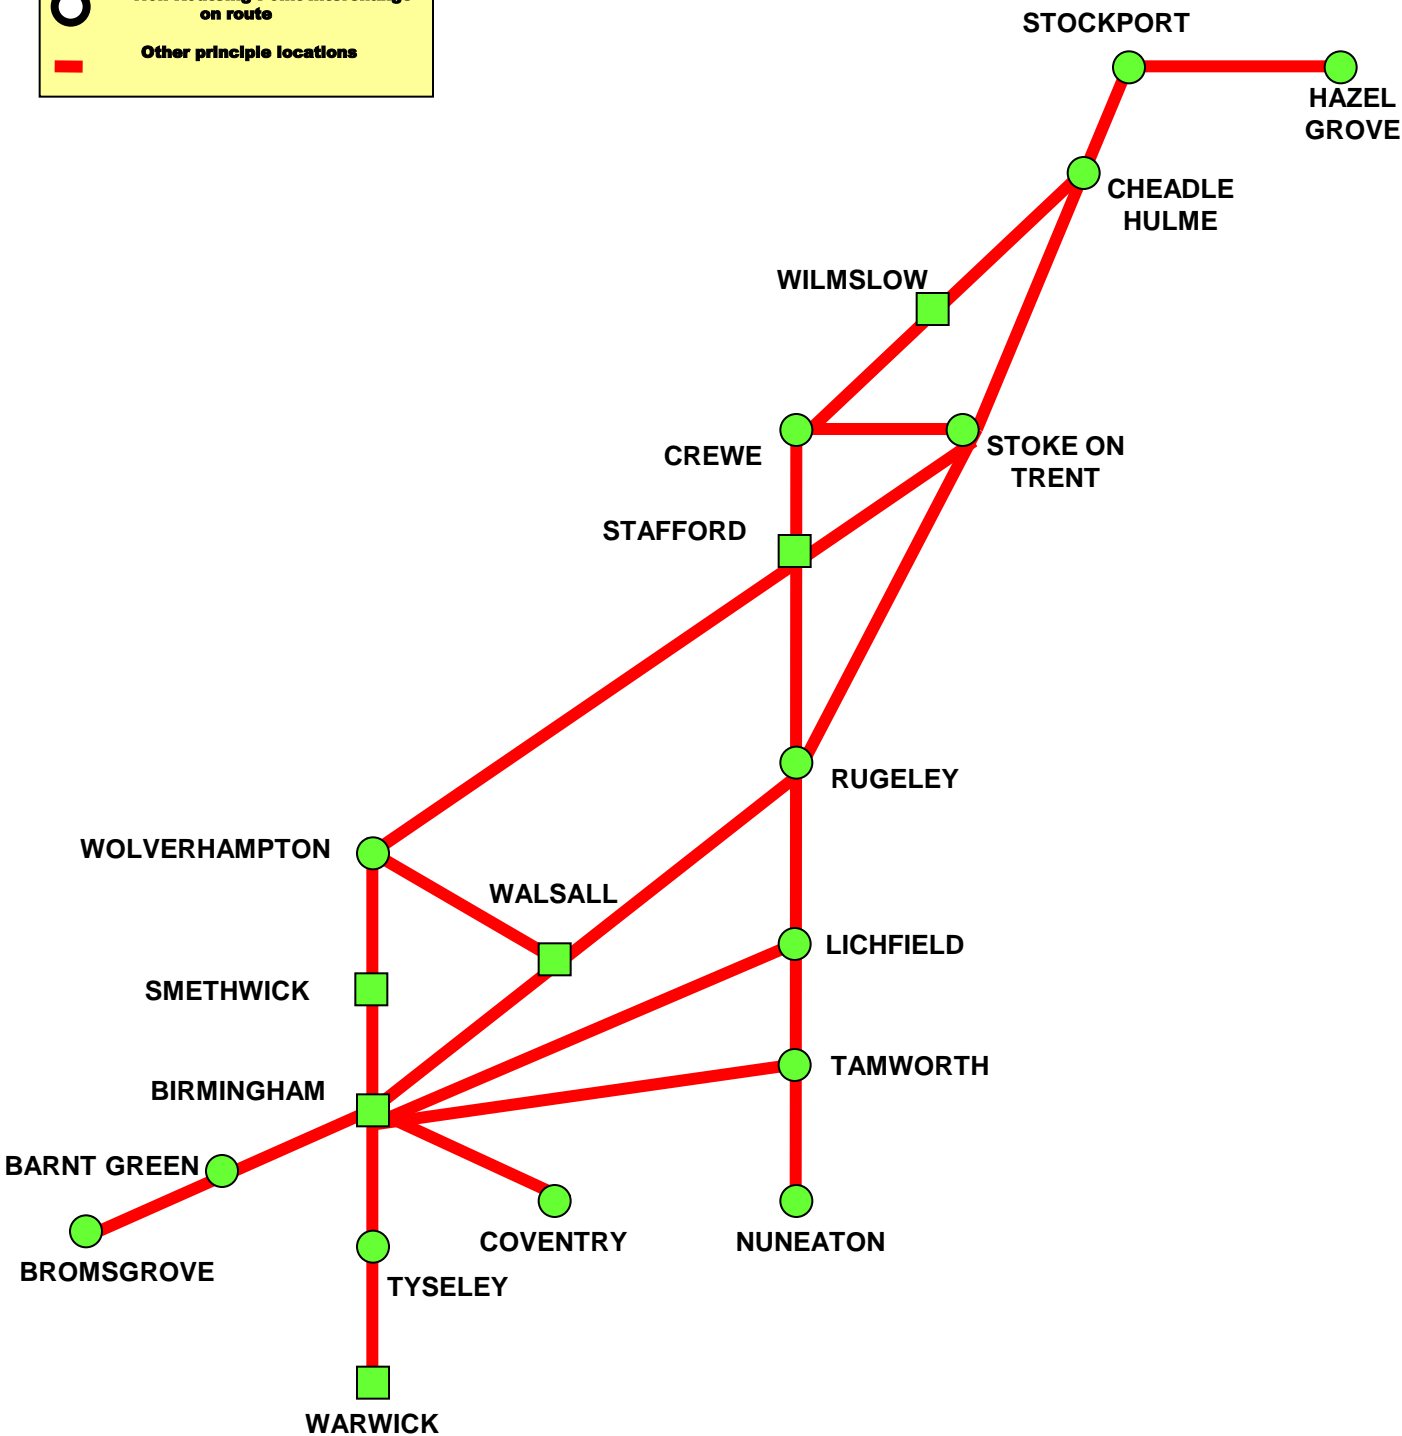 on route
Other principle locations
STOCKPORT
HAZEL
GROVE
CHEADLE
HULME
WILMSLOW
CREWE
STOKE ON
TRENT
STAFFORD
RUGELEY
WOLVERHAMPTON
WALSALL
LICHFIELD
SMETHWICK
TAMWORTH
BIRMINGHAM
BARNT GREEN
COVENTRY
NUNEATON
BROMSGROVE
TYSELEY
WARWICK